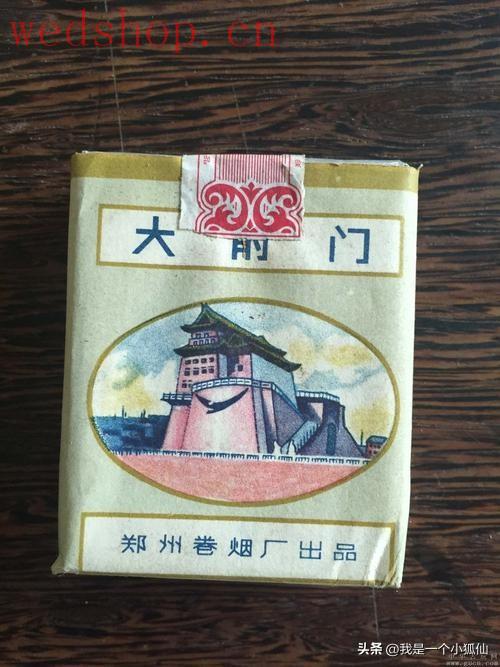 wedshop.cn
大前门
郑州卷烟厂出品
头条 @我是一个小狐仙